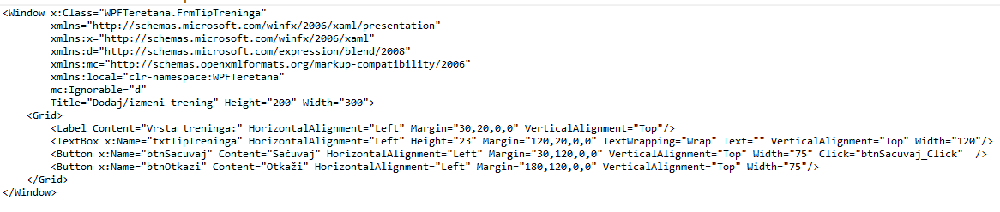 <Window x:Class="WPFTeretana.FrmTipTreninga"
        xmlns="http://schemas.microsoft.com/winfx/2006/xaml/presentation"
        xmlns:x="http://schemas.microsoft.com/winfx/2006/xaml"
        xmlns:d="http://schemas.microsoft.com/expression/blend/2008"
        xmlns:mc="http://schemas.openxmlformats.org/markup-compatibility/2006"
        xmlns:local="clr-namespace:WPFTeretana"
        mc:Ignorable="d"
        Title="Dodaj/izmeni trening" Height="200" Width="300">
    <Grid>
        <Label Content="Vrsta treninga:" HorizontalAlignment="Left" Margin="30,20,0,0" VerticalAlignment="Top"/>
        <TextBox x:Name="txtTipTreninga" HorizontalAlignment="Left" Height="23" Margin="120,20,0,0" TextWrapping="Wrap" Text="" VerticalAlignment="Top" Width="120"/>
        <Button x:Name="btnSacuvaj" Content="Sačuvaj" HorizontalAlignment="Left" Margin="30,120,0,0" VerticalAlignment="Top" Width="75" Click="btnSacuvaj_Click"  />
        <Button x:Name="btnOtkazi" Content="Otkaži" HorizontalAlignment="Left" Margin="180,120,0,0" VerticalAlignment="Top" Width="75"/>
    </Grid>
</Window>